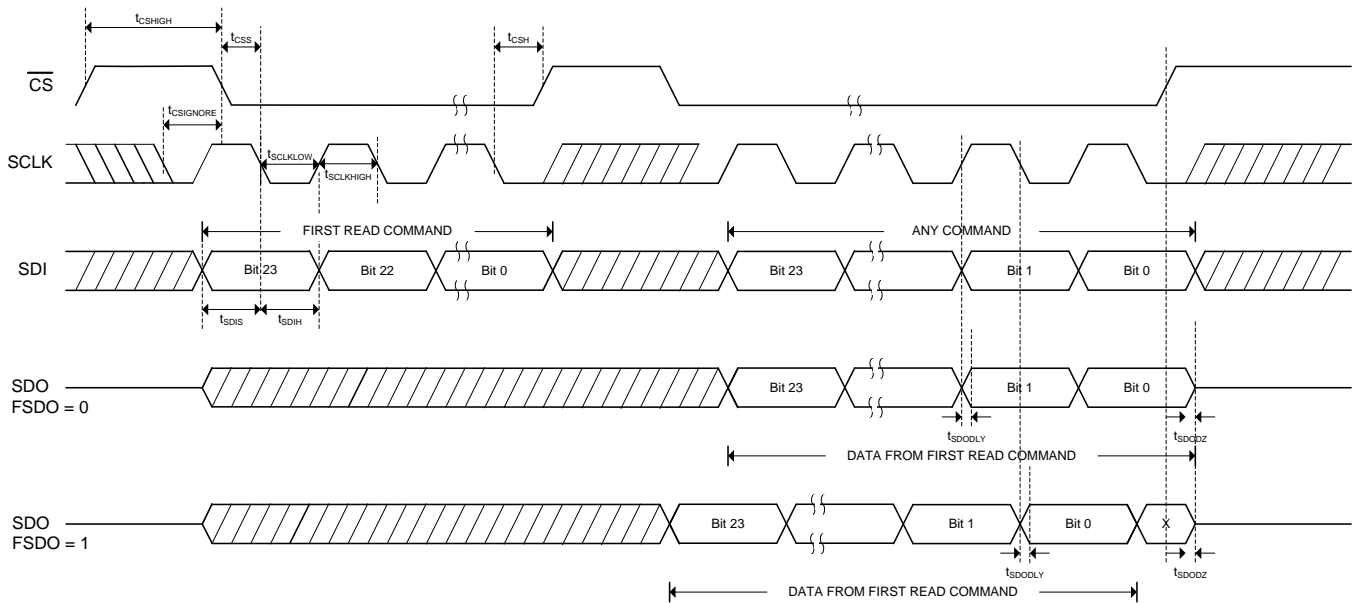 tCSHIGH
tCSS
tCSH
CS
tCSIGNORE
SCLK
tSCLKLOW
tSCLKHIGH
FIRST READ COMMAND
ANY COMMAND
SDI
Bit 23
Bit 22
Bit 0
Bit 23
Bit 1
Bit 0
tSDIS
tSDIH
SDO
FSDO = 0
Bit 23
Bit 1
Bit 0
tSDODLY
tSDODZ
DATA FROM FIRST READ COMMAND
SDO
FSDO = 1
Bit 23
Bit 1
Bit 0
X
tSDODLY
tSDODZ
DATA FROM FIRST READ COMMAND